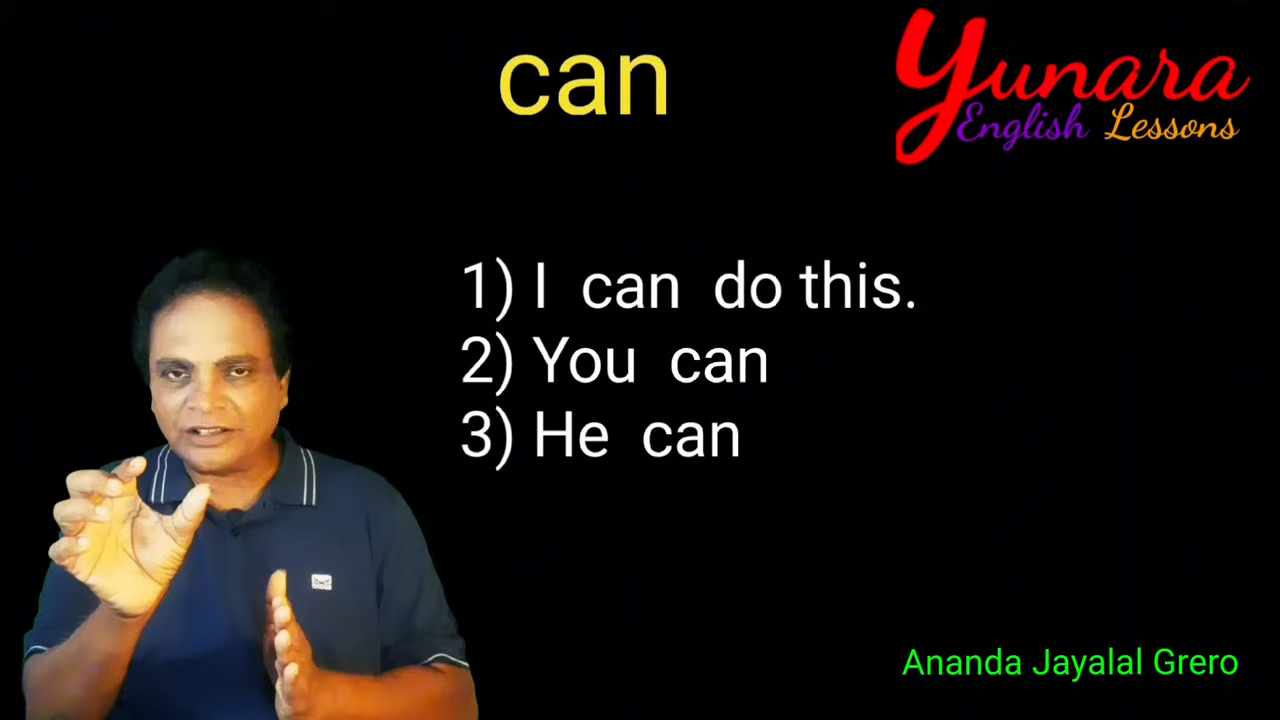 can
Yunara
English Lessons
1) I can do this.
2) You can
3) He can
Ananda Jayalal Grero